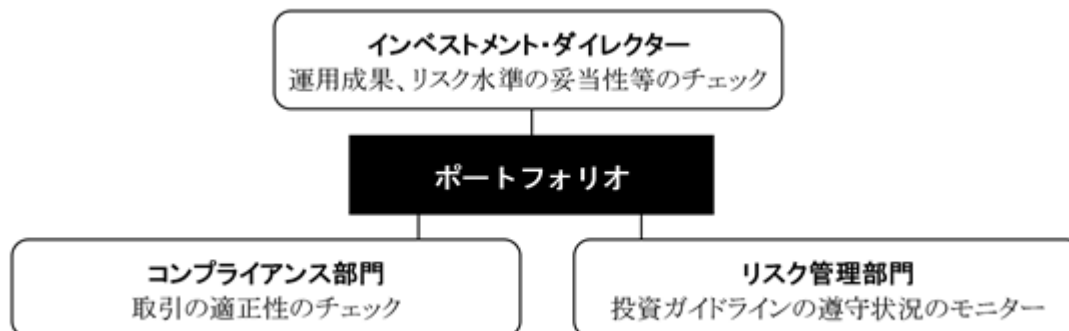 インベストメント・ダイレクター
運用成果、リスク水準の妥当性等のチェック
ポートフォリオ
コンプライアンス部門
取引の適正性のチェック
リスク管理部門
投資ガイドラインの遵守状況のモニター